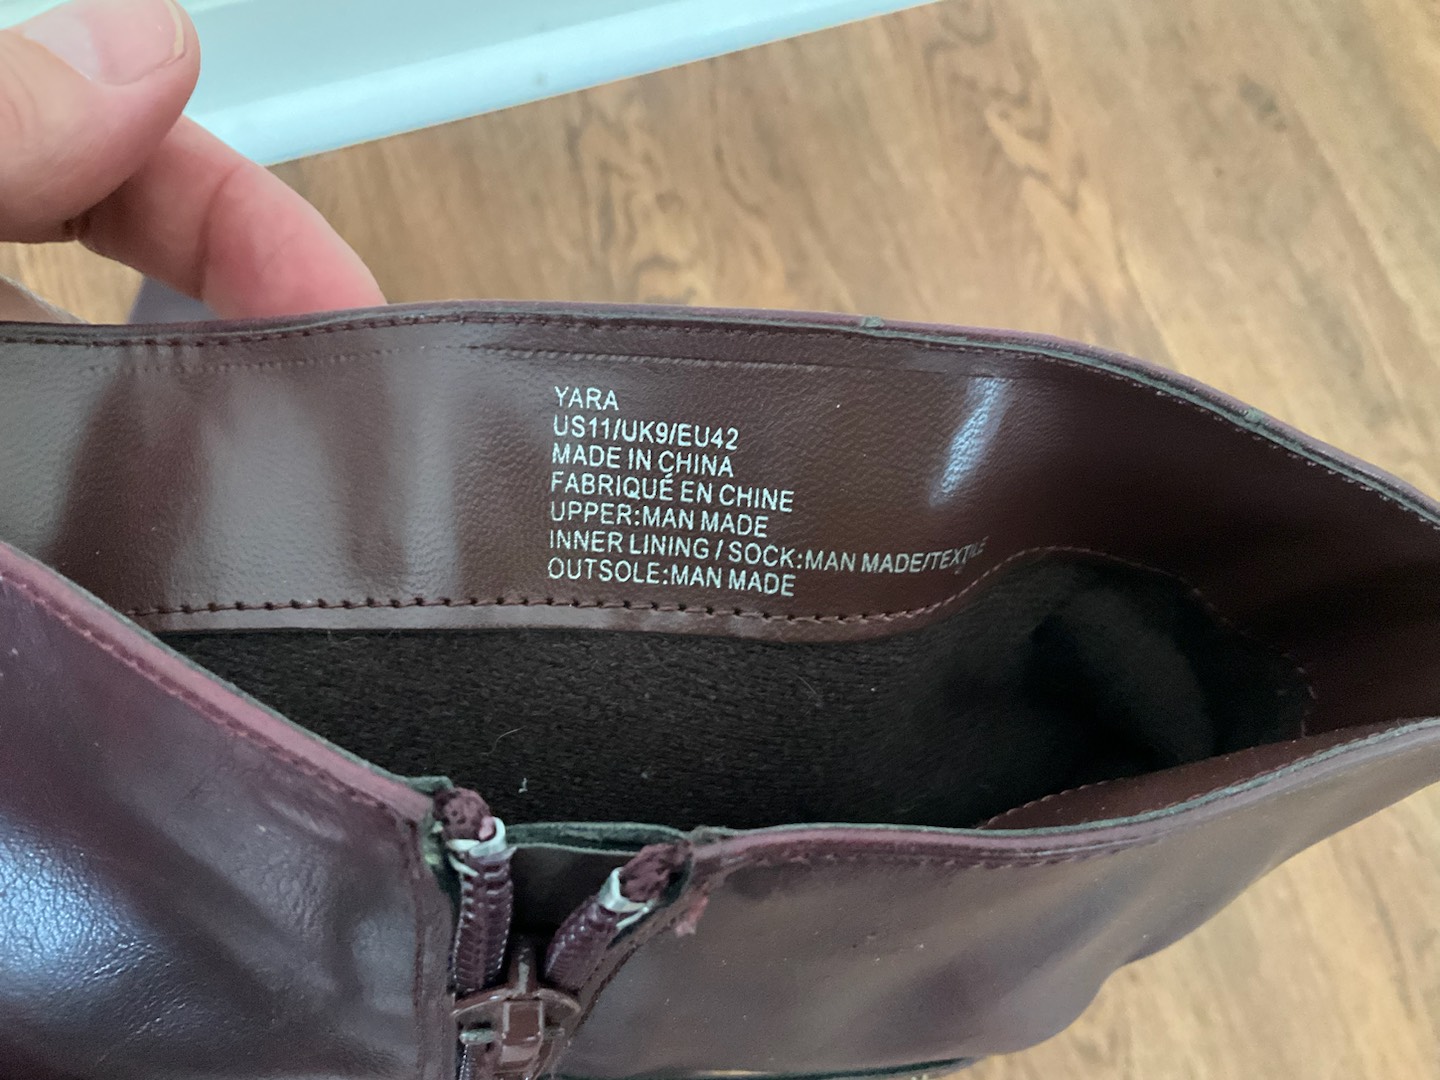 YARA
US11/UK9/EU42
MADE IN CHINA
FABRIQUÉ EN CHINE
UPPER:MAN MADE
INNER LINING / SOCK:MAN MADE/TEXTILE
OUTSOLE:MAN MADE